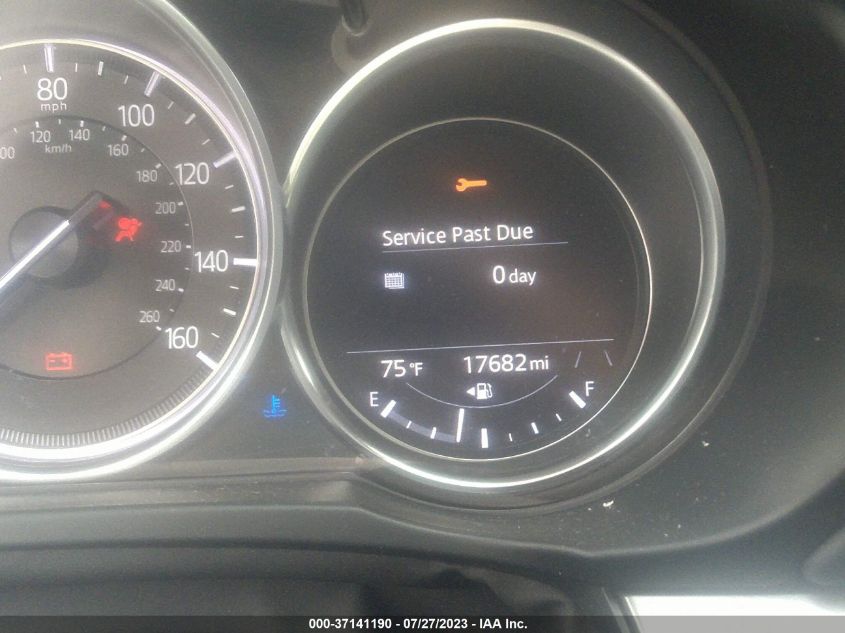 80
mph
100
120
140
160
00 120 140
km/h
160
180
200
220
240
260
Service Past Due
0 day
75 °F 17682 mi
E F
000-37141190 - 07/27/2023 - IAA Inc.